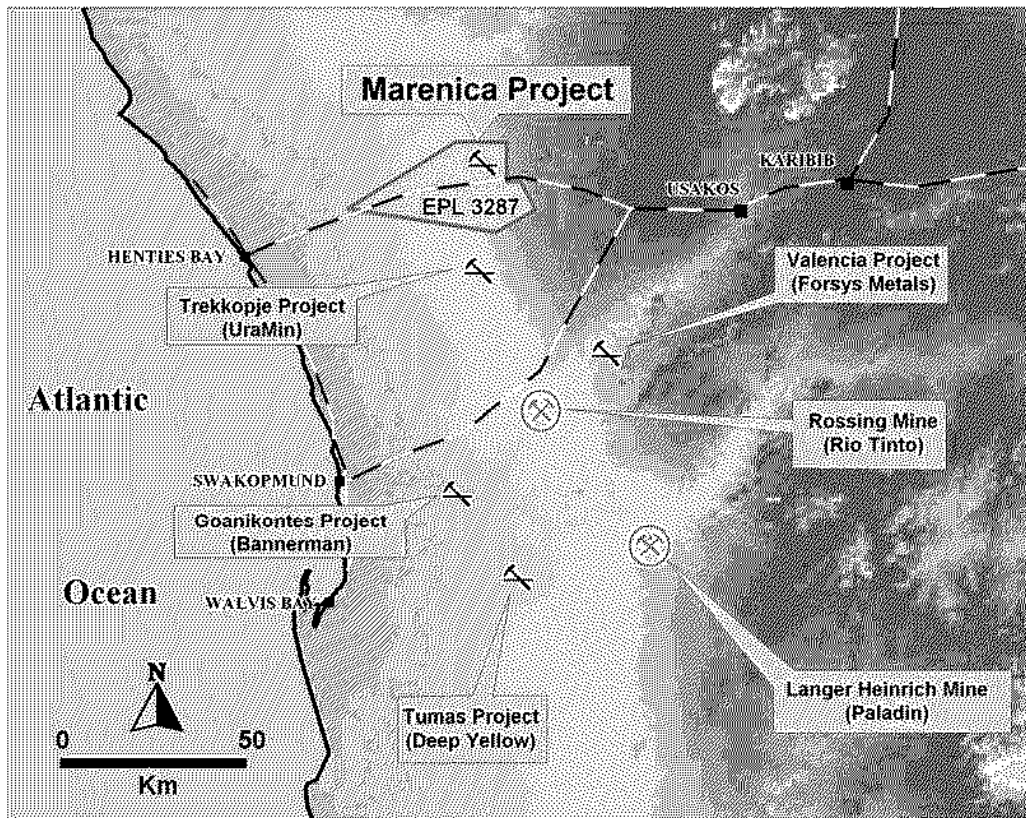 Marenica Project
KARIBIB
USAKOS
EPL 3287
HENTIES BAY
Valencia Project
(Forsys Metals)
Trekkopje Project
(UraMin)
Atlantic
Rossing Mine
(Rio Tinto)
SWAKOPMUND
Goanikontes Project
(Bannerman)
Ocean
WALVIS BAY
N
Langer Heinrich Mine
(Paladin)
Tumas Project
(Deep Yellow)
0 50
Km